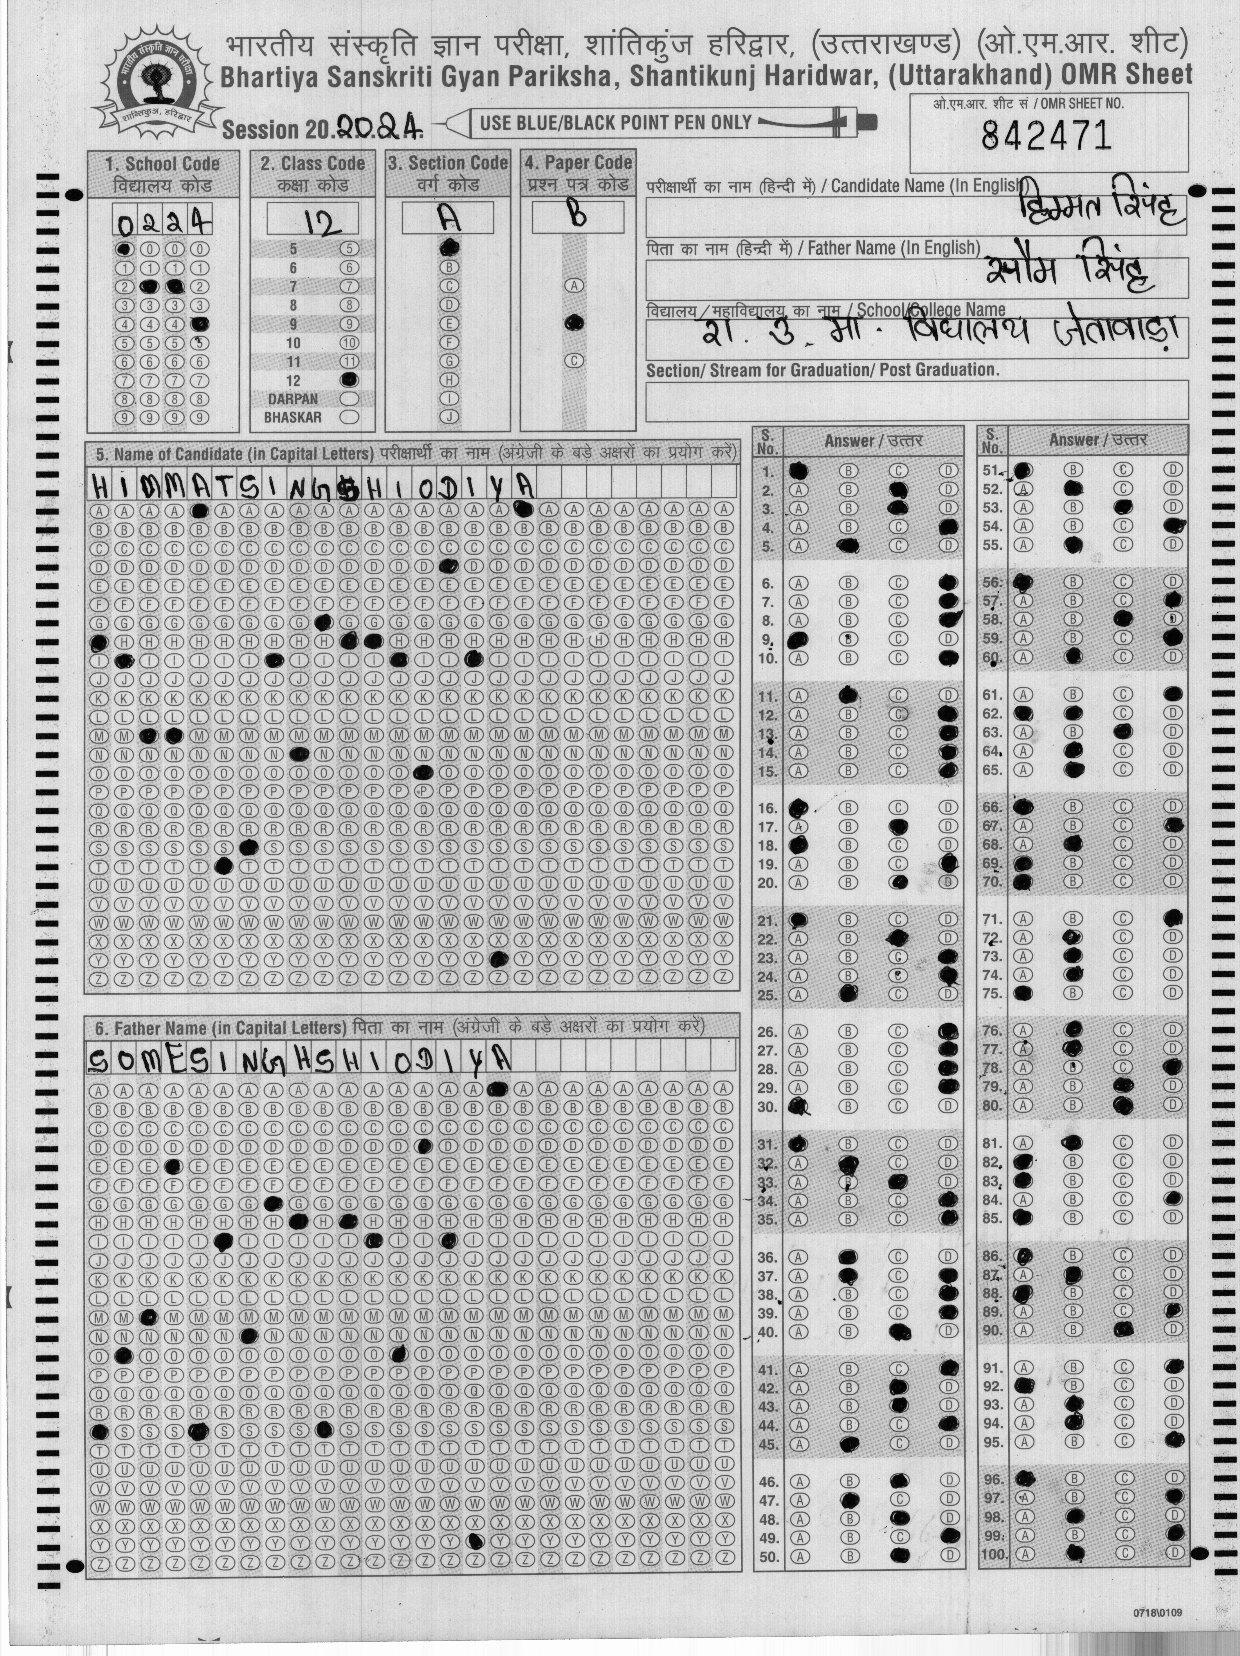 भारतीय संस्कृति ज्ञान परीक्षा, शांतिकुंज हरिद्वार, (उत्तराखण्ड) (ओ.एम.आर. शीट)
Bhartiya Sanskriti Gyan Pariksha, Shantikunj Haridwar, (Uttarakhand) OMR Sheet
Session 20.2024
USE BLUE/BLACK POINT PEN ONLY
ओ.एम.आर. शीट सं / OMR SHEET NO.
842471
1. School Code
विद्यालय कोड
0224
2. Class Code
कक्षा कोड
12
5
6
7
8
9
10
11
12
DARPAN
BHASKAR
3. Section Code
वर्ग कोड
A
4. Paper Code
प्रश्न पत्र कोड
B
परीक्षार्थी का नाम (हिन्दी में) / Candidate Name (In English)
हिम्मत सिंह
पिता का नाम (हिन्दी में) / Father Name (In English)
सोम सिंह
विद्यालय/महाविद्यालय का नाम / School/College Name
रा. उ. मा. विद्यालय जेतावाड़ा
Section/ Stream for Graduation/ Post Graduation.
5. Name of Candidate (in Capital Letters) परीक्षार्थी का नाम (अंग्रेजी के बड़े अक्षरों का प्रयोग करें)
HIMMATSINGHHIODIYA
6. Father Name (in Capital Letters) पिता का नाम (अंग्रेजी के बड़े अक्षरों का प्रयोग करें)
SOMESINGHSHIODIYA
S. No.
Answer / उत्तर
S. No.
Answer / उत्तर
0718\0109